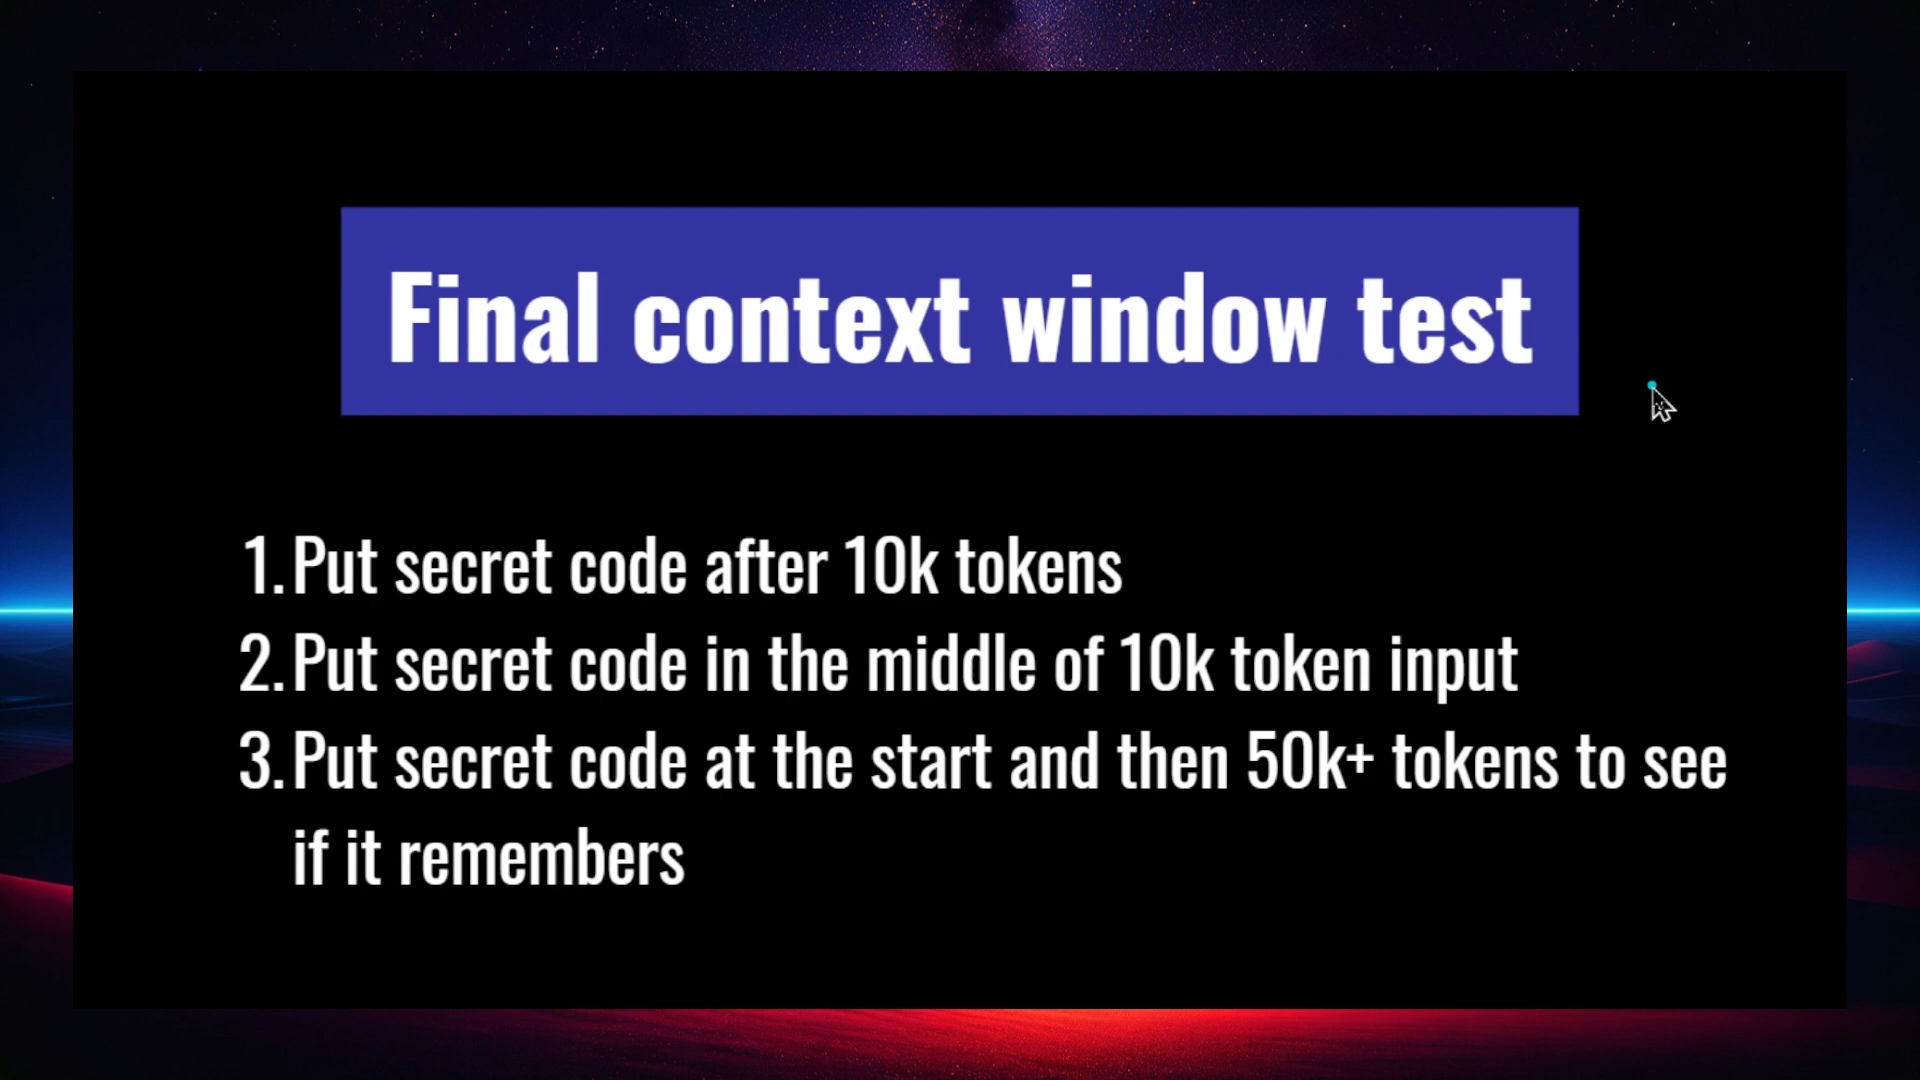 Final context window test
1. Put secret code after 10k tokens
2. Put secret code in the middle of 10k token input
3. Put secret code at the start and then 50k+ tokens to see
if it remembers